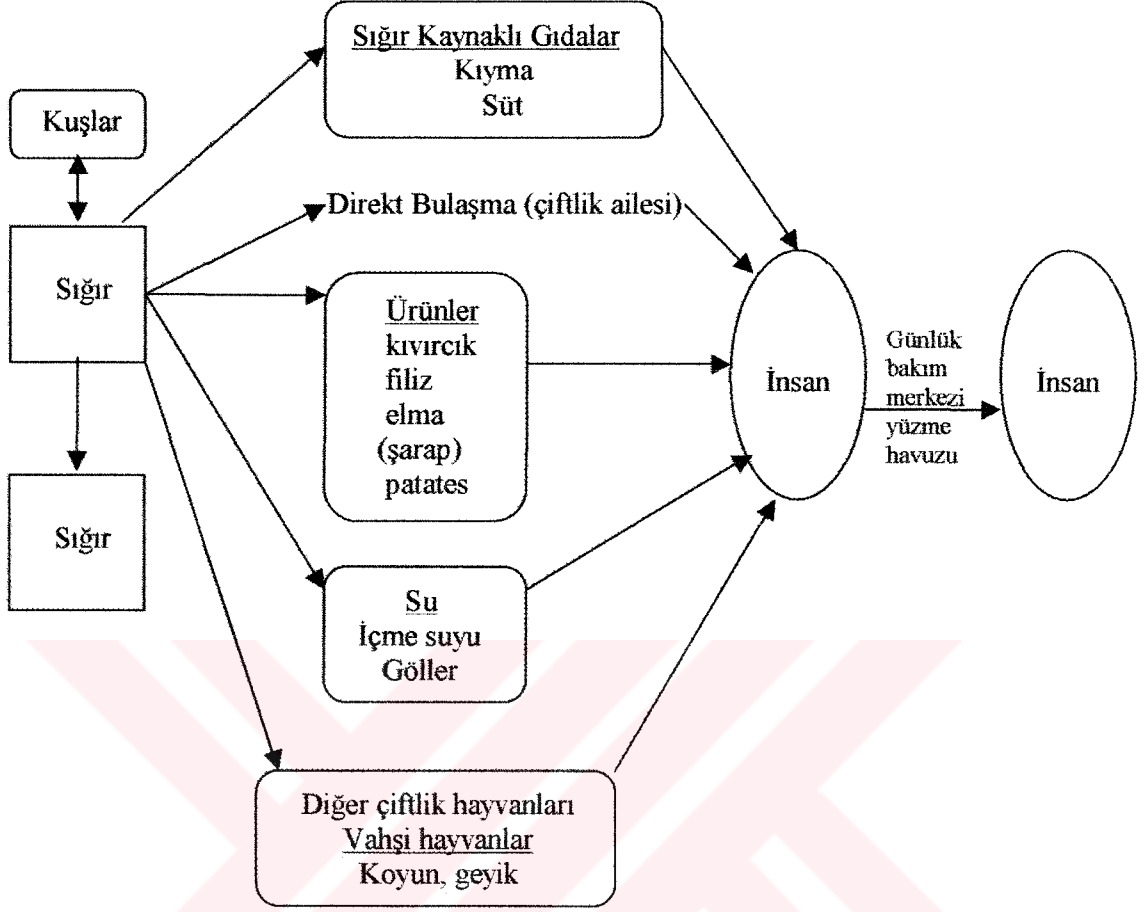 Sığır Kaynaklı Gıdalar
Kıyma
Süt
Kuşlar
Direkt Bulaşma (çiftlik ailesi)
Sığır
Ürünler
kıvırcık
filiz
elma
(şarap)
patates
İnsan
Günlük
bakım
merkezi
yüzme
havuzu
İnsan
Sığır
Su
İçme suyu
Göller
Diğer çiftlik hayvanları
Vahşi hayvanlar
Koyun, geyik